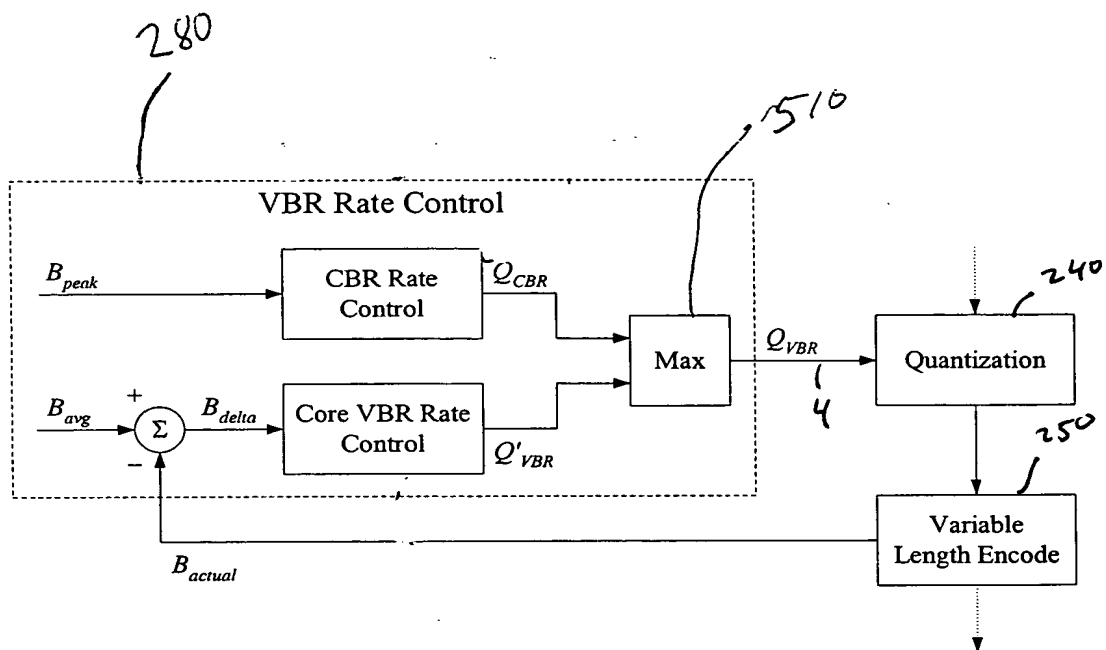 280
510
VBR Rate Control
B_peak
CBR Rate
Control
Q_CBR
240
Max
Q_VBR
4
Quantization
B_avg
+
Σ
−
B_delta
Core VBR Rate
Control
Q'_VBR
250
Variable
Length Encode
B_actual